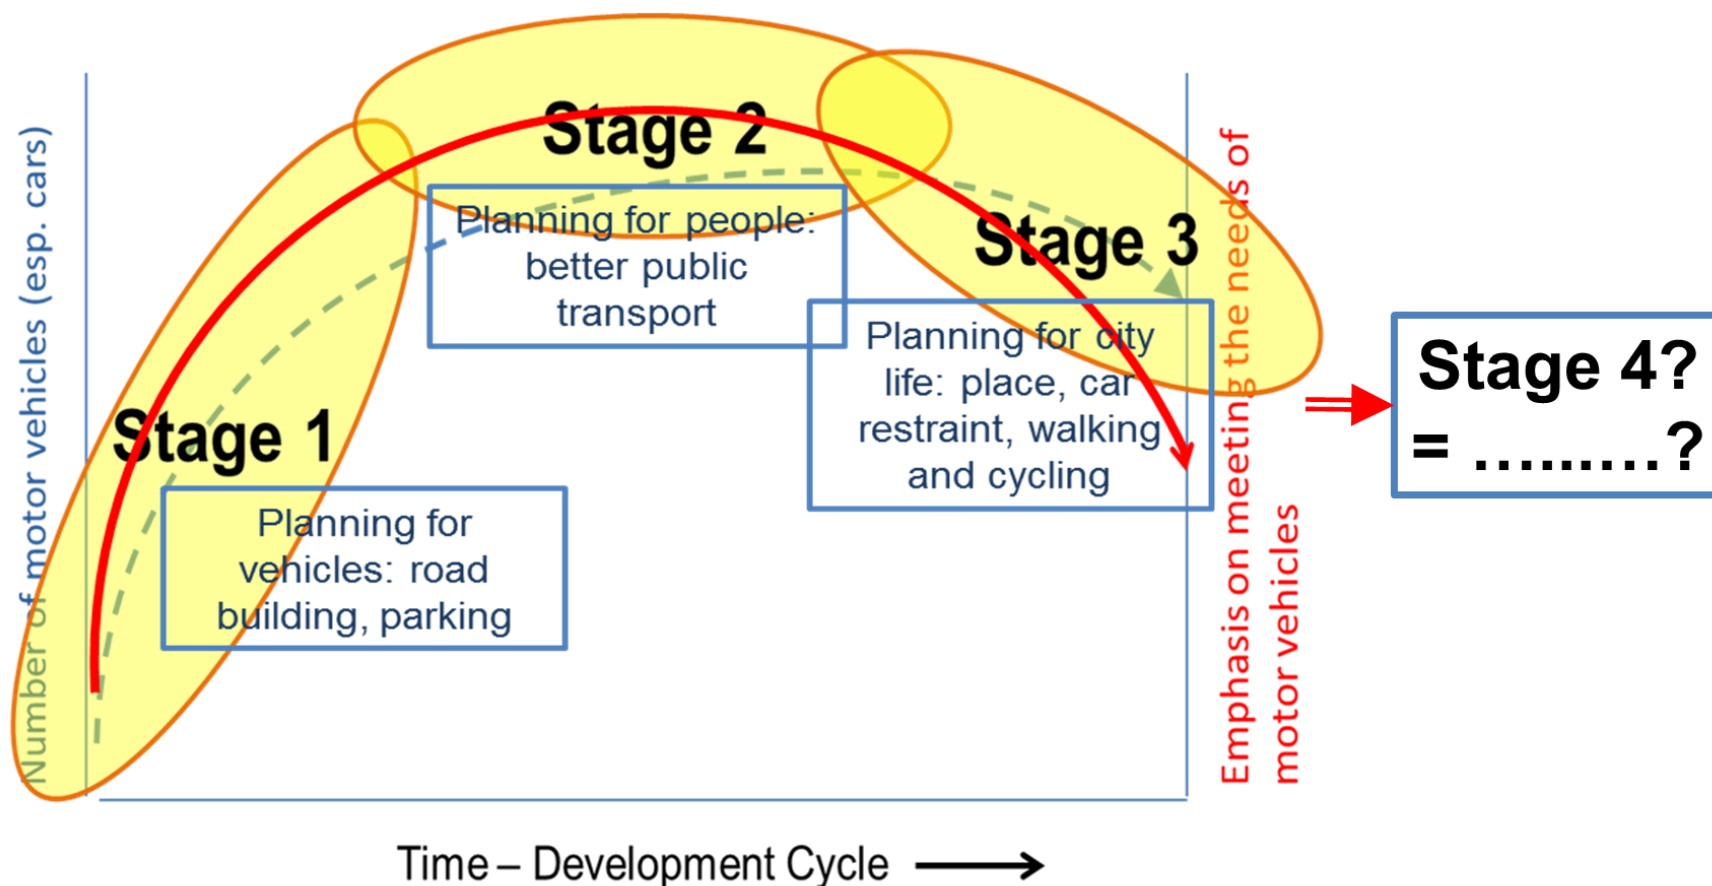 Number of motor vehicles (esp. cars)
Stage 1
Planning for
vehicles: road
building, parking
Stage 2
Planning for people:
better public
transport
Stage 3
Planning for city
life: place, car
restraint, walking
and cycling
Emphasis on meeting the needs of
motor vehicles
Stage 4?
= ……….?
Time – Development Cycle